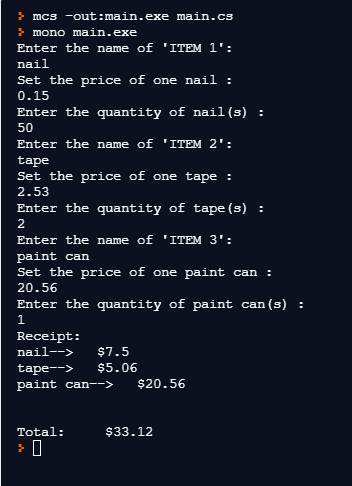 > mcs -out:main.exe main.cs
> mono main.exe
Enter the name of 'ITEM 1':
nail
Set the price of one nail :
0.15
Enter the quantity of nail(s) :
50
Enter the name of 'ITEM 2':
tape
Set the price of one tape :
2.53
Enter the quantity of tape(s) :
2
Enter the name of 'ITEM 3':
paint can
Set the price of one paint can :
20.56
Enter the quantity of paint can(s) :
1
Receipt:
nail-->   $7.5
tape-->   $5.06
paint can-->   $20.56
Total:     $33.12
>